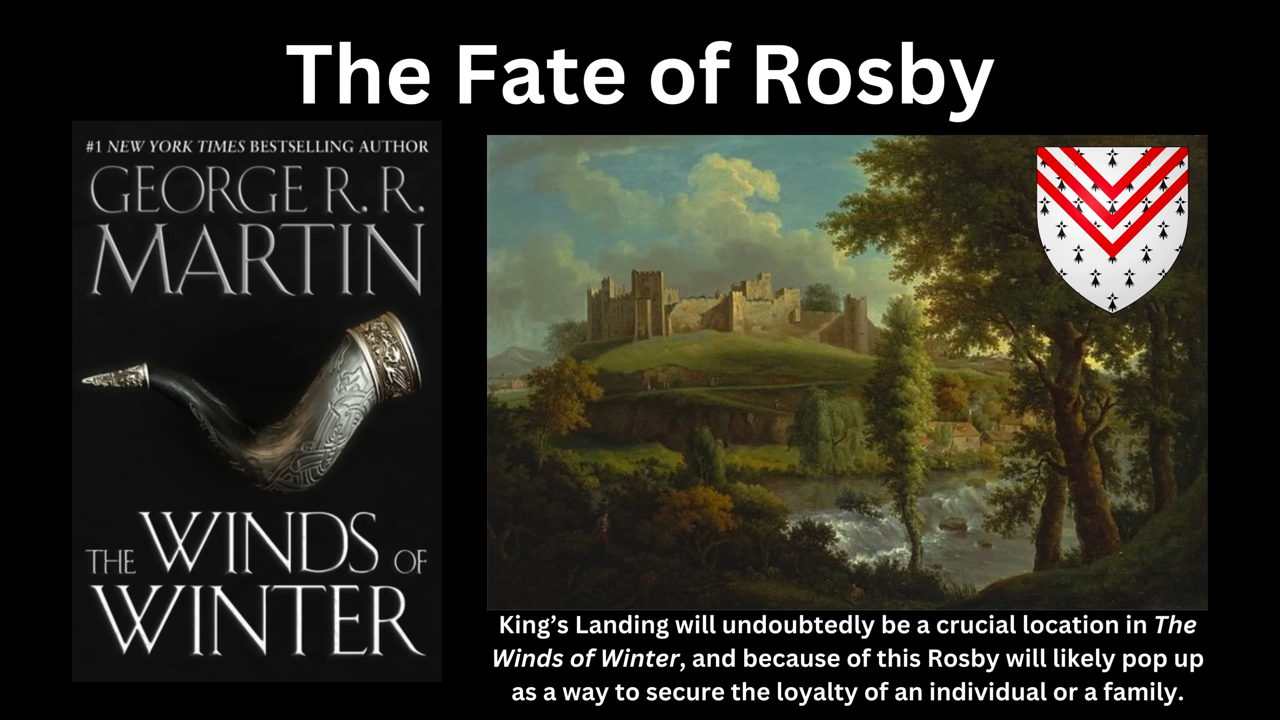 The Fate of Rosby
#1 NEW YORK TIMES BESTSELLING AUTHOR
GEORGE R. R.
MARTIN
THE WINDS OF
WINTER
King's Landing will undoubtedly be a crucial location in The
Winds of Winter, and because of this Rosby will likely pop up
as a way to secure the loyalty of an individual or a family.